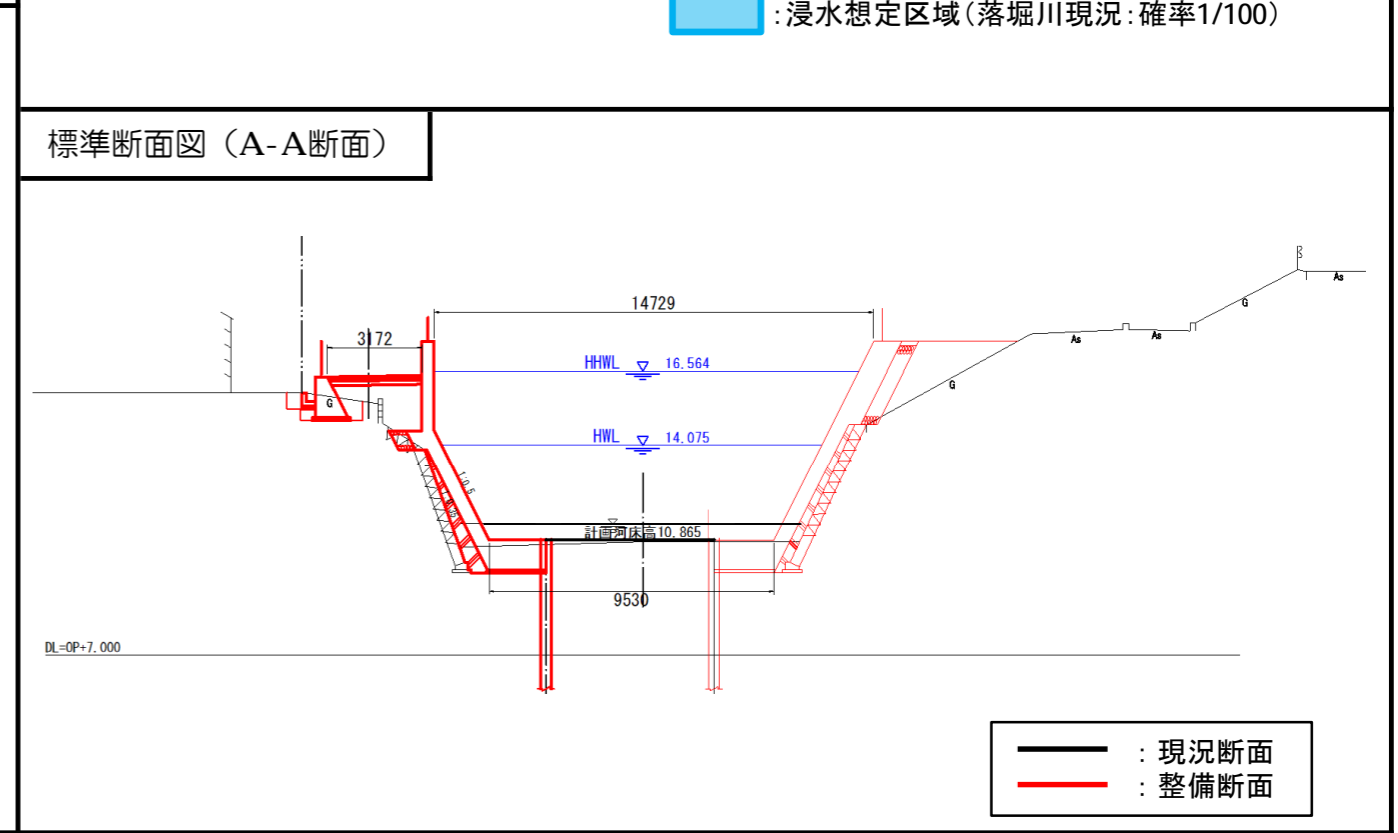 ：浸水想定区域（落堀川現況：確率1/100）
標準断面図（A-A断面）
14729
3172
HHWL ▽ 16.564
HWL ▽ 14.075
As
As
As
G
G
G
1:0.5
計画河床高10.865
9530
DL=OP+7.000
：現況断面
：整備断面